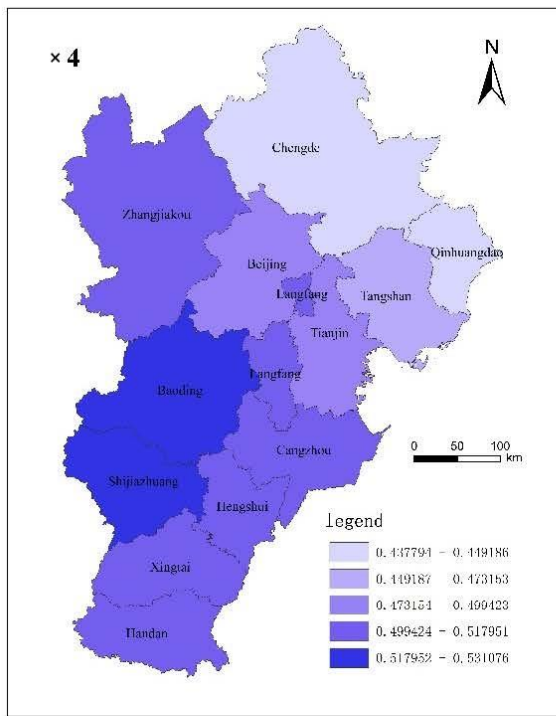 N
× 4
Chengde
Zhangjiakou
Qinhuangdao
Beijing
Langfang
Tangshan
Tianjin
Langfang
Baoding
Cangzhou
0 50 100
km
Shijiazhuang
Hengshui
Legend
Xingtai
Handan
0.437794 - 0.449186
0.449187 - 0.473153
0.473154 - 0.499423
0.499424 - 0.517951
0.517952 - 0.531076